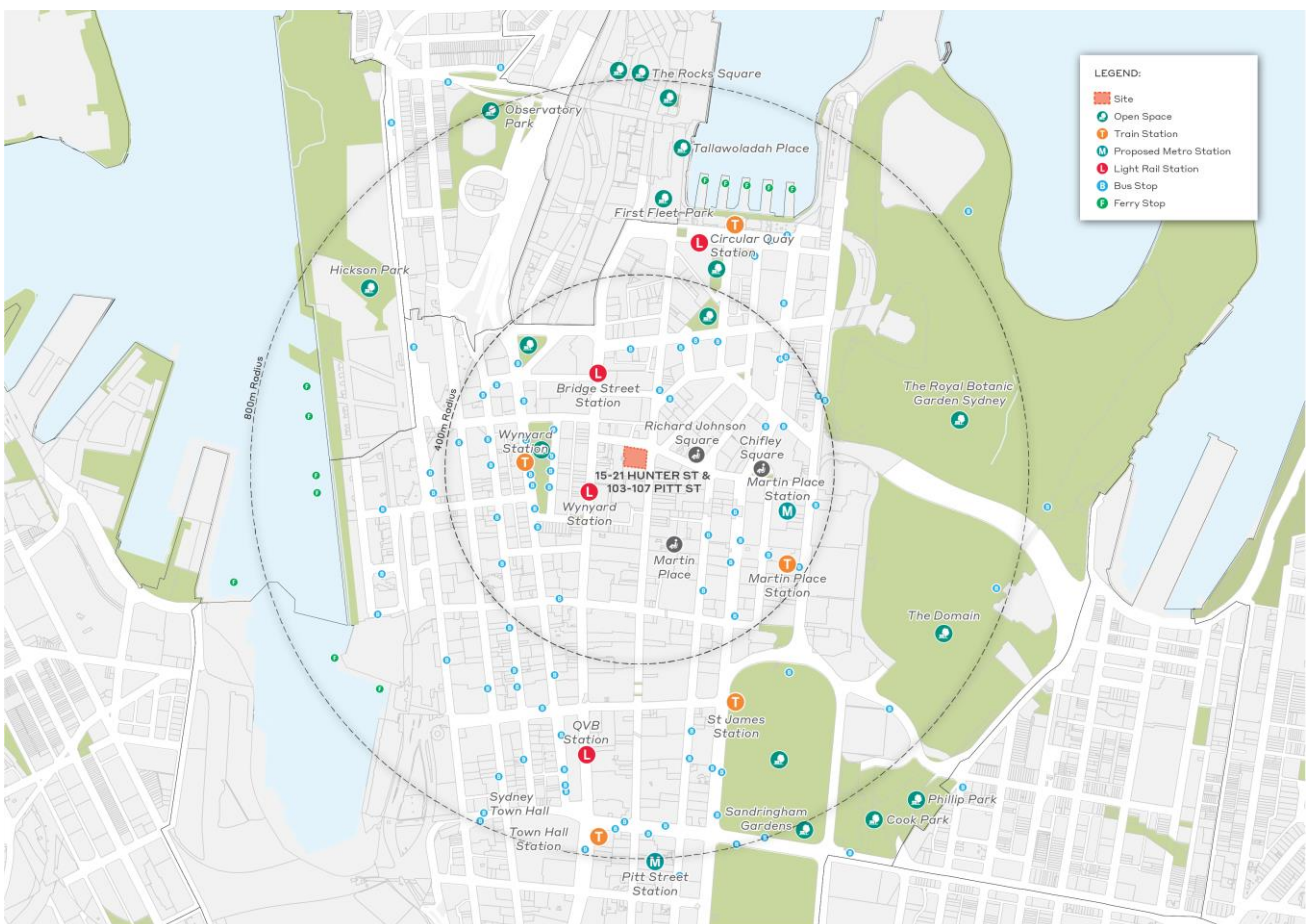 LEGEND:
Site
Open Space
T Train Station
M Proposed Metro Station
L Light Rail Station
B Bus Stop
F Ferry Stop
The Rocks Square
Observatory
Park
Tallawoladah Place
First Fleet Park
T
L Circular Quay
Station
Hickson Park
800m Radius
400m Radius
L
Bridge Street
Station
The Royal Botanic
Garden Sydney
Richard Johnson
Square
Chifley
Square
Wynyard
Station
T
15-21 HUNTER ST &
103-107 PITT ST
Martin Place
Station
M
L
Wynyard
Station
Martin
Place
T
Martin Place
Station
The Domain
T
St James
Station
QVB
Station
L
Sydney
Town Hall
Town Hall
Station
T
Sandringham
Gardens
Phillip Park
Cook Park
M
Pitt Street
Station